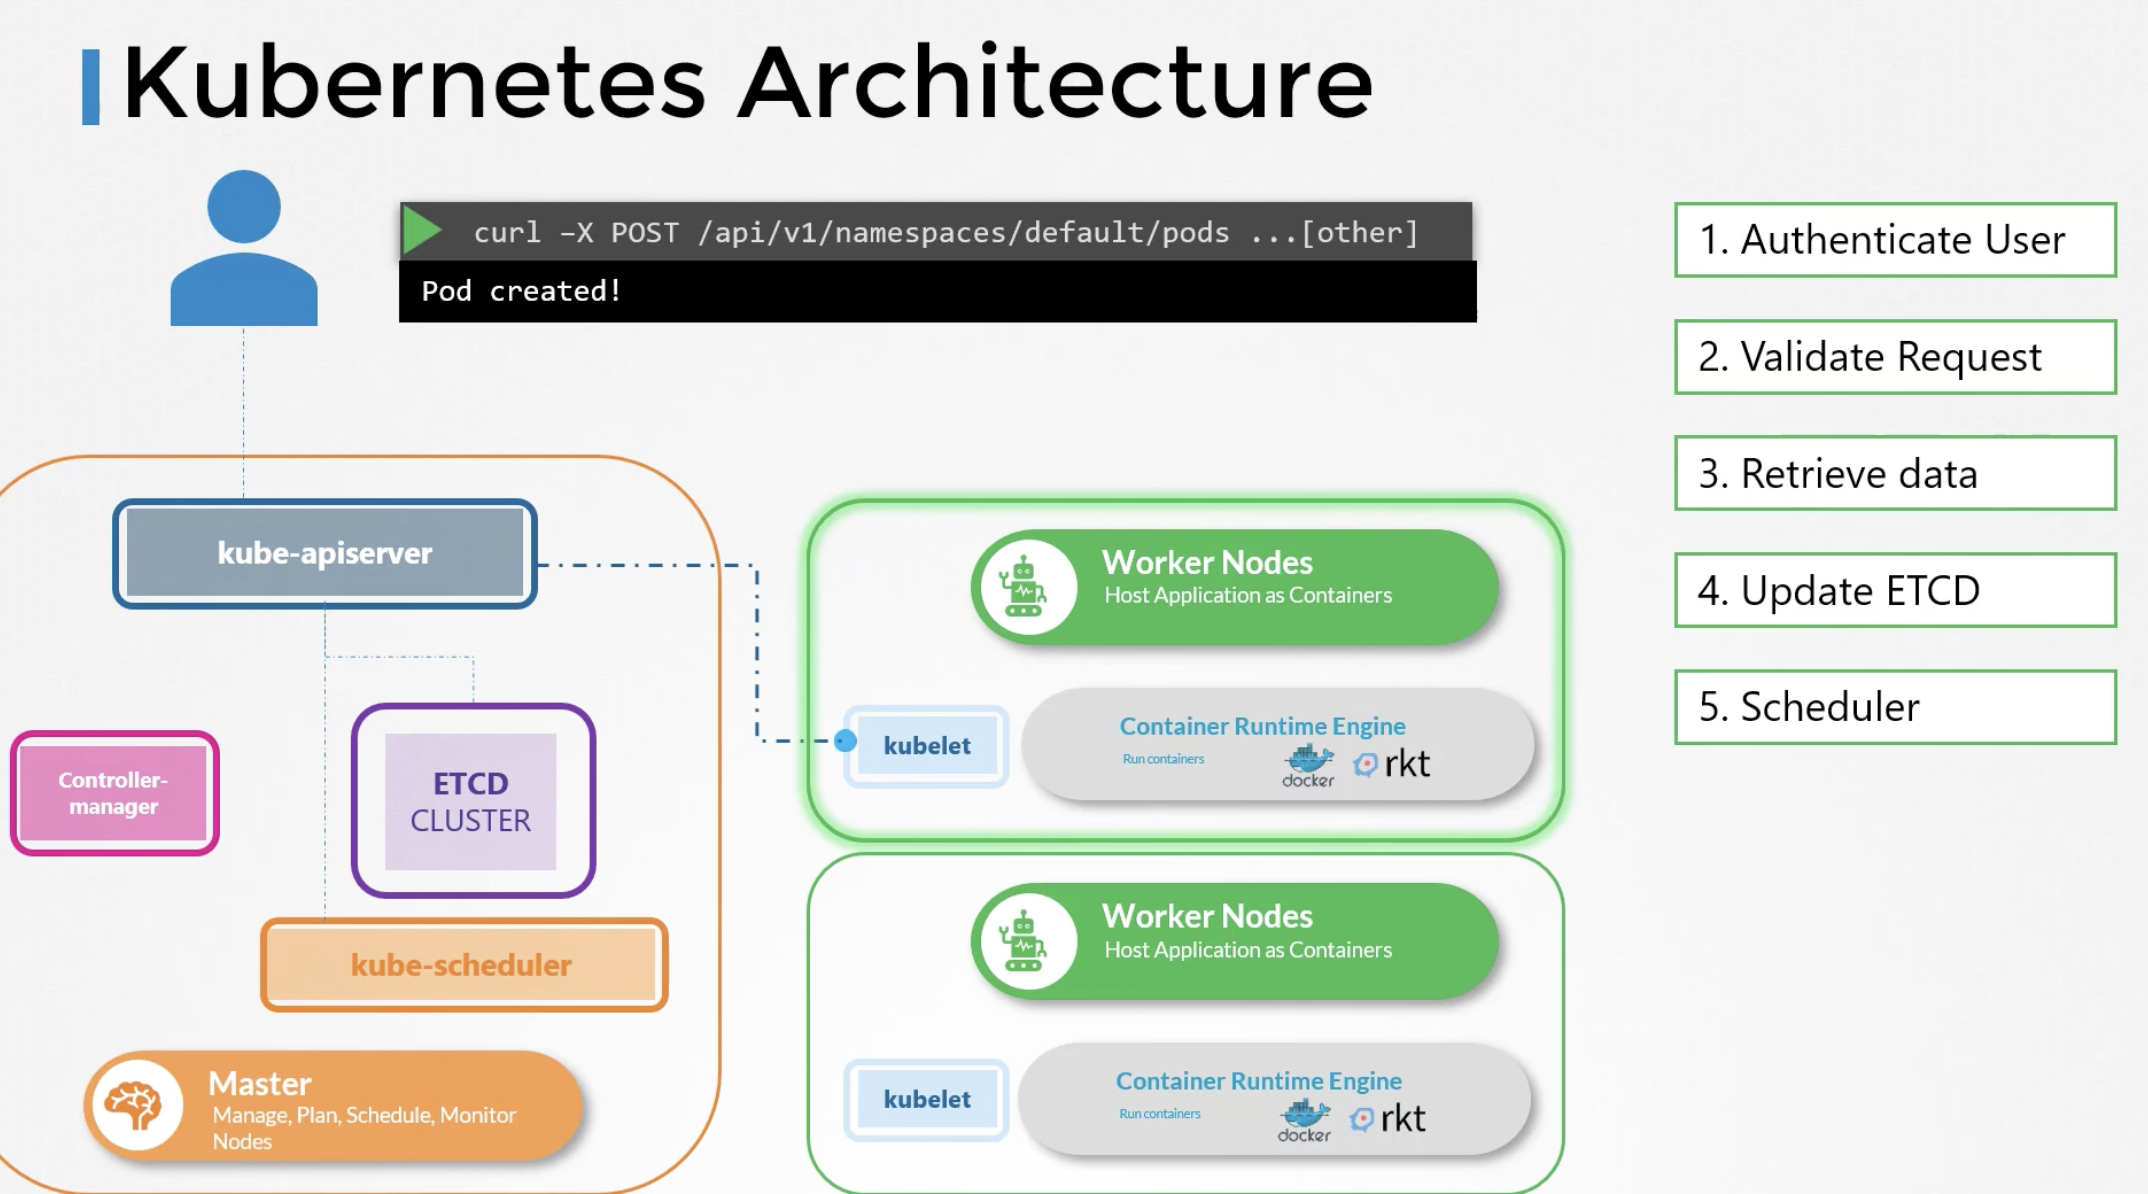 Kubernetes Architecture
curl –X POST /api/v1/namespaces/default/pods ...[other]
Pod created!
1. Authenticate User
2. Validate Request
3. Retrieve data
4. Update ETCD
5. Scheduler
kube-apiserver
Controller-
manager
ETCD
CLUSTER
kube-scheduler
Master
Manage, Plan, Schedule, Monitor
Nodes
Worker Nodes
Host Application as Containers
kubelet
Container Runtime Engine
Run containers
docker
rkt
Worker Nodes
Host Application as Containers
kubelet
Container Runtime Engine
Run containers
docker
rkt